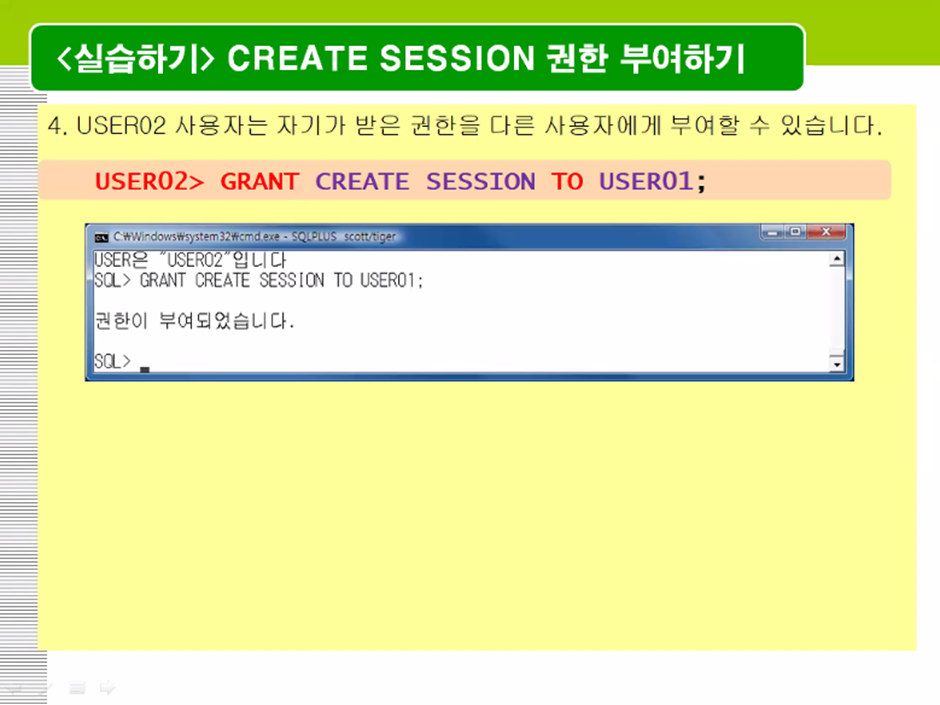 <실습하기> CREATE SESSION 권한 부여하기
4. USER02 사용자는 자기가 받은 권한을 다른 사용자에게 부여할 수 있습니다.
USER02> GRANT CREATE SESSION TO USER01;
C:₩Windows₩system32₩cmd.exe - SQLPLUS scott/tiger
USER은 "USER02"입니다
SQL> GRANT CREATE SESSION TO USER01;
권한이 부여되었습니다.
SQL> _